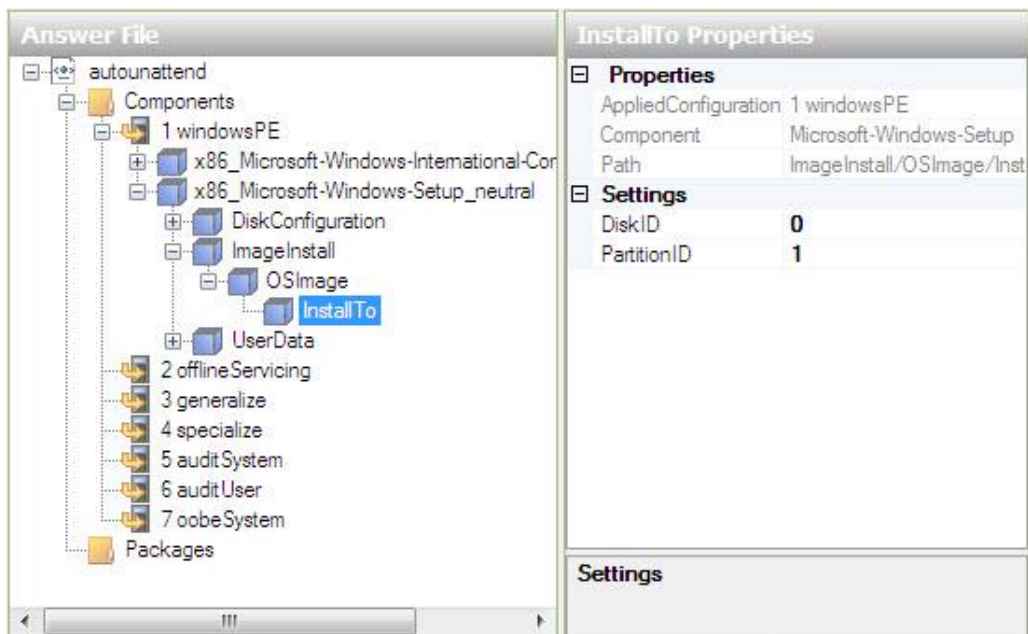 Answer File
autounattend
Components
1 windowsPE
x86_Microsoft-Windows-International-Cor
x86_Microsoft-Windows-Setup_neutral
DiskConfiguration
ImageInstall
OSImage
InstallTo
UserData
2 offlineServicing
3 generalize
4 specialize
5 auditSystem
6 auditUser
7 oobeSystem
Packages
InstallTo Properties
Properties
AppliedConfiguration 1 windowsPE
Component Microsoft-Windows-Setup
Path ImageInstall/OSImage/Inst
Settings
DiskID 0
PartitionID 1
Settings